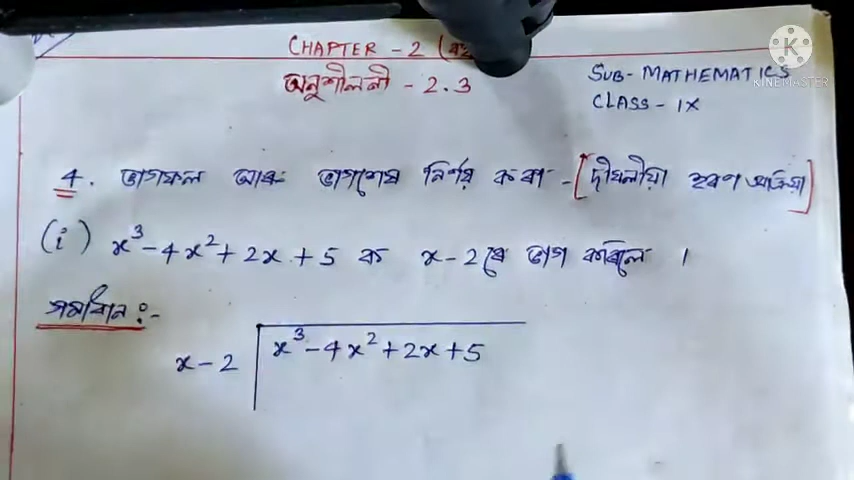 CHAPTER - 2
অনুশীলনী - 2.3
SUB- MATHEMATICS
CLASS- IX
KINEMASTER
4. ভাগফল আৰু ভাগশেষ নিৰ্ণয় কৰা - [দীঘলীয়া হৰণ প্ৰক্ৰিয়া]
(i) x³-4x²+2x+5 ক x-2ৰে ভাগ কৰিলে ।
সমাধান :-
x-2 x³-4x²+2x+5